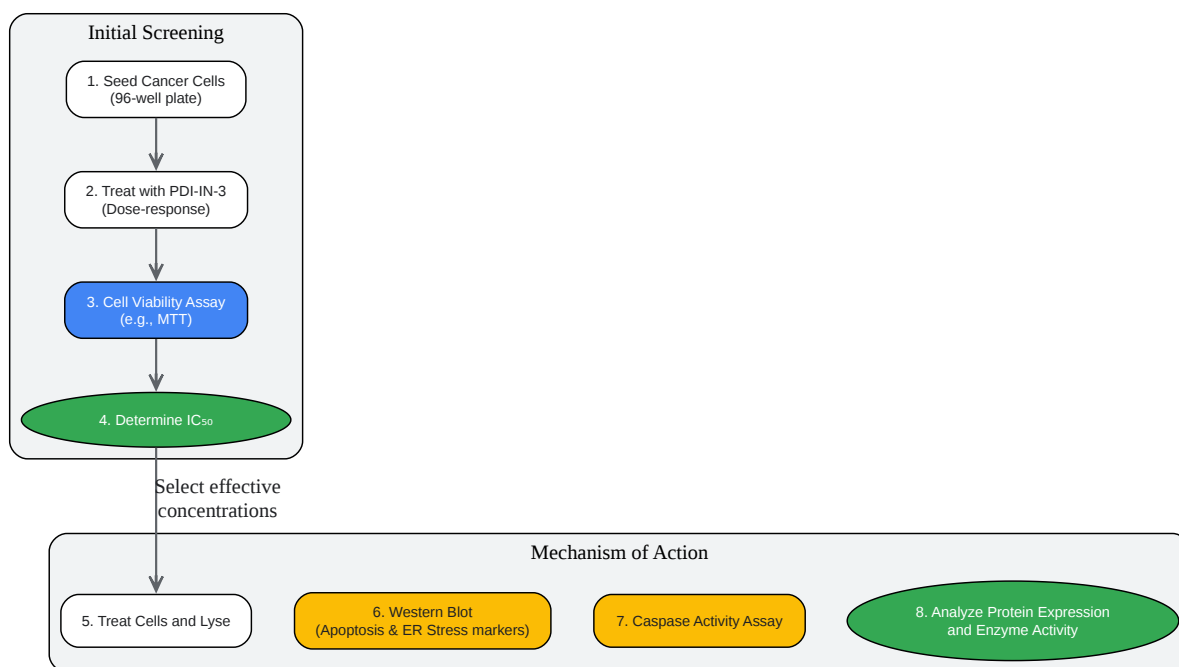 Initial Screening
1. Seed Cancer Cells
(96-well plate)
2. Treat with PDI-IN-3
(Dose-response)
3. Cell Viability Assay
(e.g., MTT)
4. Determine IC₅₀
Select effective
concentrations
Mechanism of Action
5. Treat Cells and Lyse
6. Western Blot
(Apoptosis & ER Stress markers)
7. Caspase Activity Assay
8. Analyze Protein Expression
and Enzyme Activity